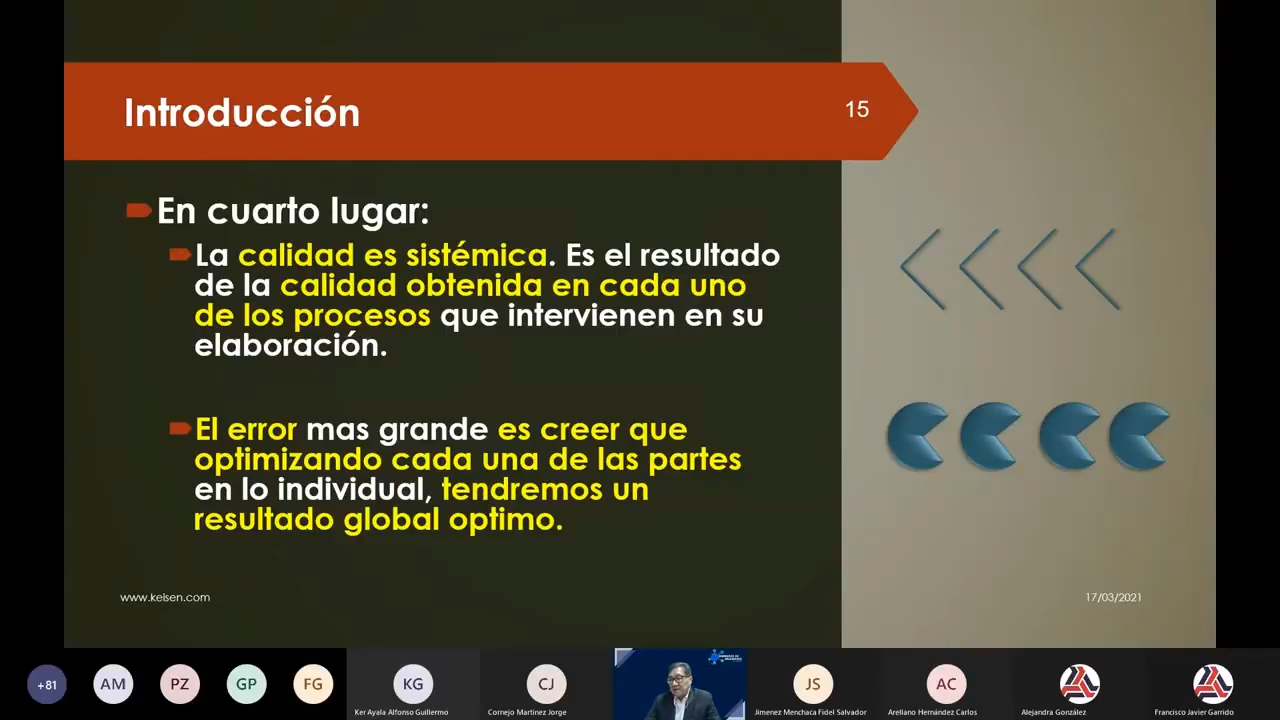 Introducción
15
En cuarto lugar:
La calidad es sistémica. Es el resultado
de la calidad obtenida en cada uno
de los procesos que intervienen en su
elaboración.
El error mas grande es creer que
optimizando cada una de las partes
en lo individual, tendremos un
resultado global optimo.
www.kelsen.com
17/03/2021
+81
AM
PZ
GP
FG
KG
CJ
JS
AC
Ker Ayala Alfonso Guillermo
Cornejo Martinez Jorge
Jimenez Menchaca Fidel Salvador
Arellano Hernández Carlos
Alejandra González
Francisco Javier Garrido